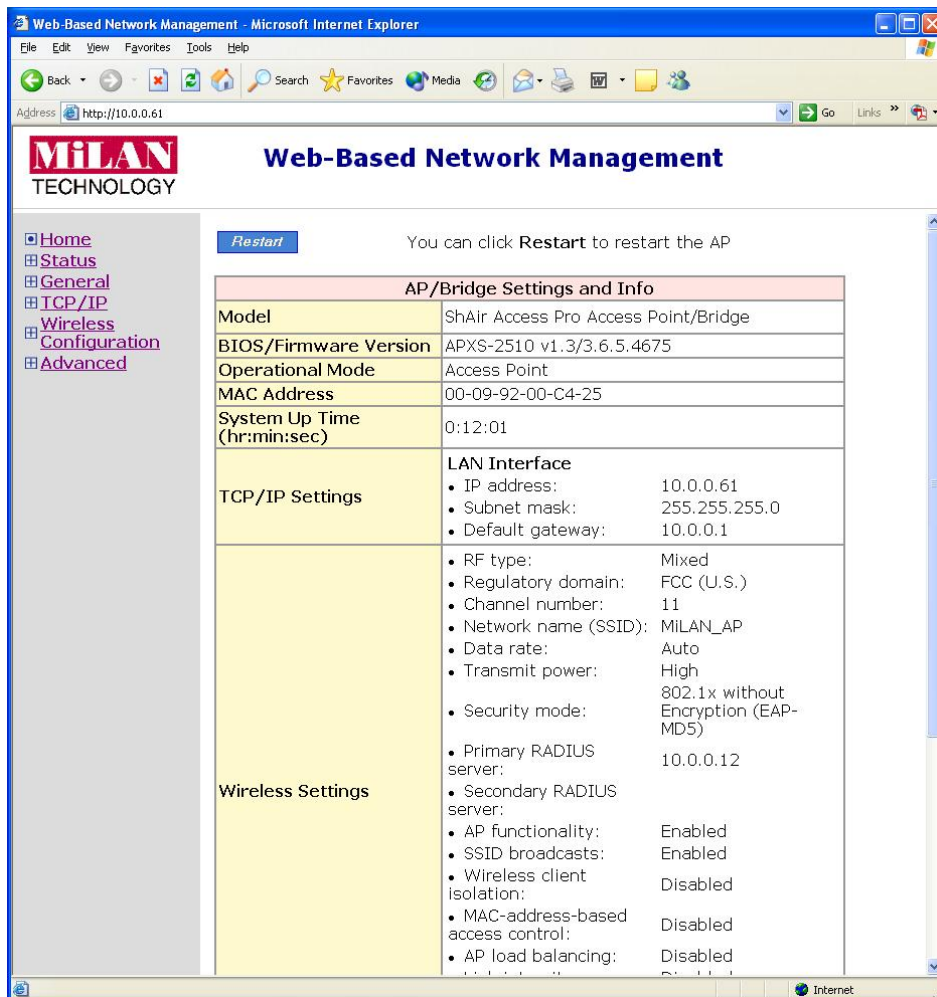 Web-Based Network Management - Microsoft Internet Explorer
File Edit View Favorites Tools Help
Back Search Favorites Media
Address http://10.0.0.61 Go Links »
MiLAN
TECHNOLOGY
Web-Based Network Management
Home
Status
General
TCP/IP
Wireless
Configuration
Advanced
Restart You can click Restart to restart the AP
AP/Bridge Settings and Info
Model ShAir Access Pro Access Point/Bridge
BIOS/Firmware Version APXS-2510 v1.3/3.6.5.4675
Operational Mode Access Point
MAC Address 00-09-92-00-C4-25
System Up Time
(hr:min:sec) 0:12:01
TCP/IP Settings
LAN Interface
• IP address: 10.0.0.61
• Subnet mask: 255.255.255.0
• Default gateway: 10.0.0.1
Wireless Settings
• RF type: Mixed
• Regulatory domain: FCC (U.S.)
• Channel number: 11
• Network name (SSID): MiLAN_AP
• Data rate: Auto
• Transmit power: High
• Security mode: 802.1x without
Encryption (EAP-
MD5)
• Primary RADIUS
server: 10.0.0.12
• Secondary RADIUS
server:
• AP functionality: Enabled
• SSID broadcasts: Enabled
• Wireless client
isolation: Disabled
• MAC-address-based
access control: Disabled
• AP load balancing: Disabled
Internet